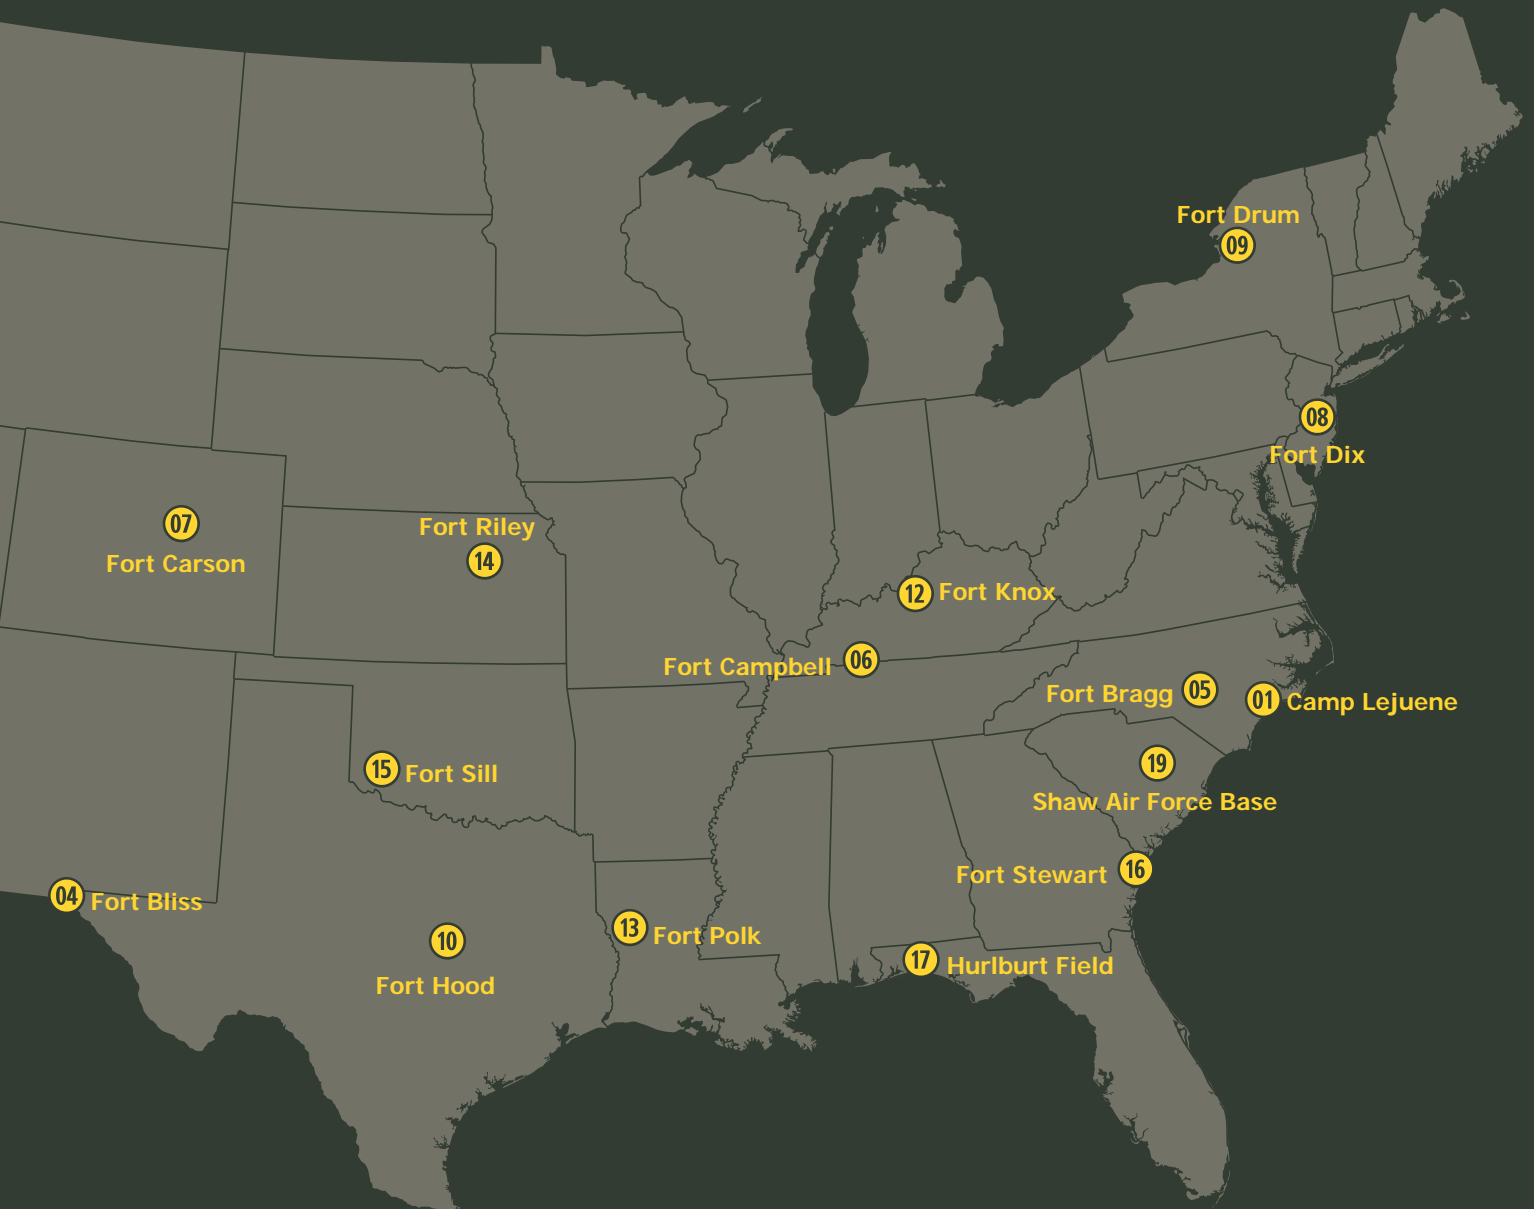 Fort Drum
09
08
Fort Dix
07
Fort Carson
Fort Riley
14
12 Fort Knox
Fort Campbell 06
Fort Bragg 05
01 Camp Lejuene
15 Fort Sill
19
Shaw Air Force Base
Fort Stewart 16
04 Fort Bliss
13 Fort Polk
10
Fort Hood
17 Hurlburt Field